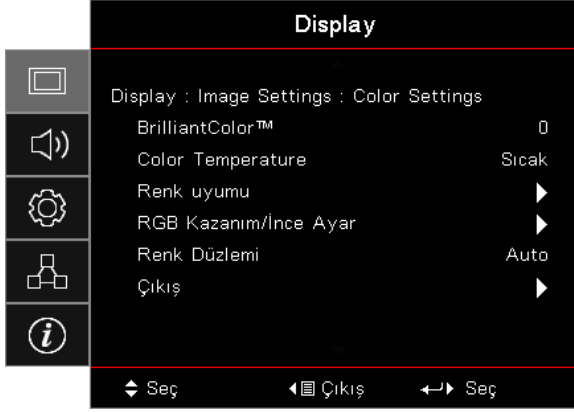 Display
Display : Image Settings : Color Settings
BrilliantColor™ 0
Color Temperature Sıcak
Renk uyumu
RGB Kazanım/İnce Ayar
Renk Düzlemi Auto
Çıkış
Seç Çıkış Seç